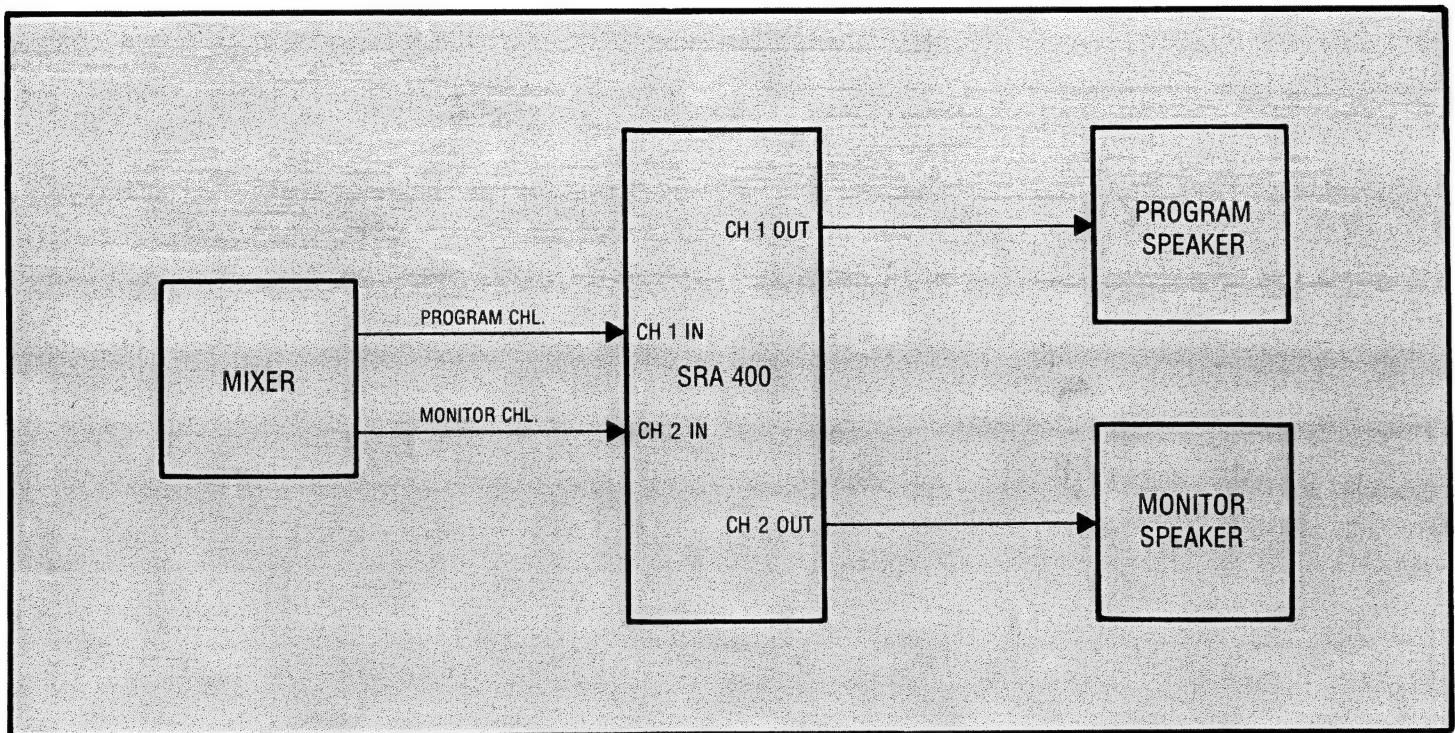 MIXER
PROGRAM CHL.
MONITOR CHL.
CH 1 IN
SRA 400
CH 2 IN
CH 1 OUT
CH 2 OUT
PROGRAM
SPEAKER
MONITOR
SPEAKER